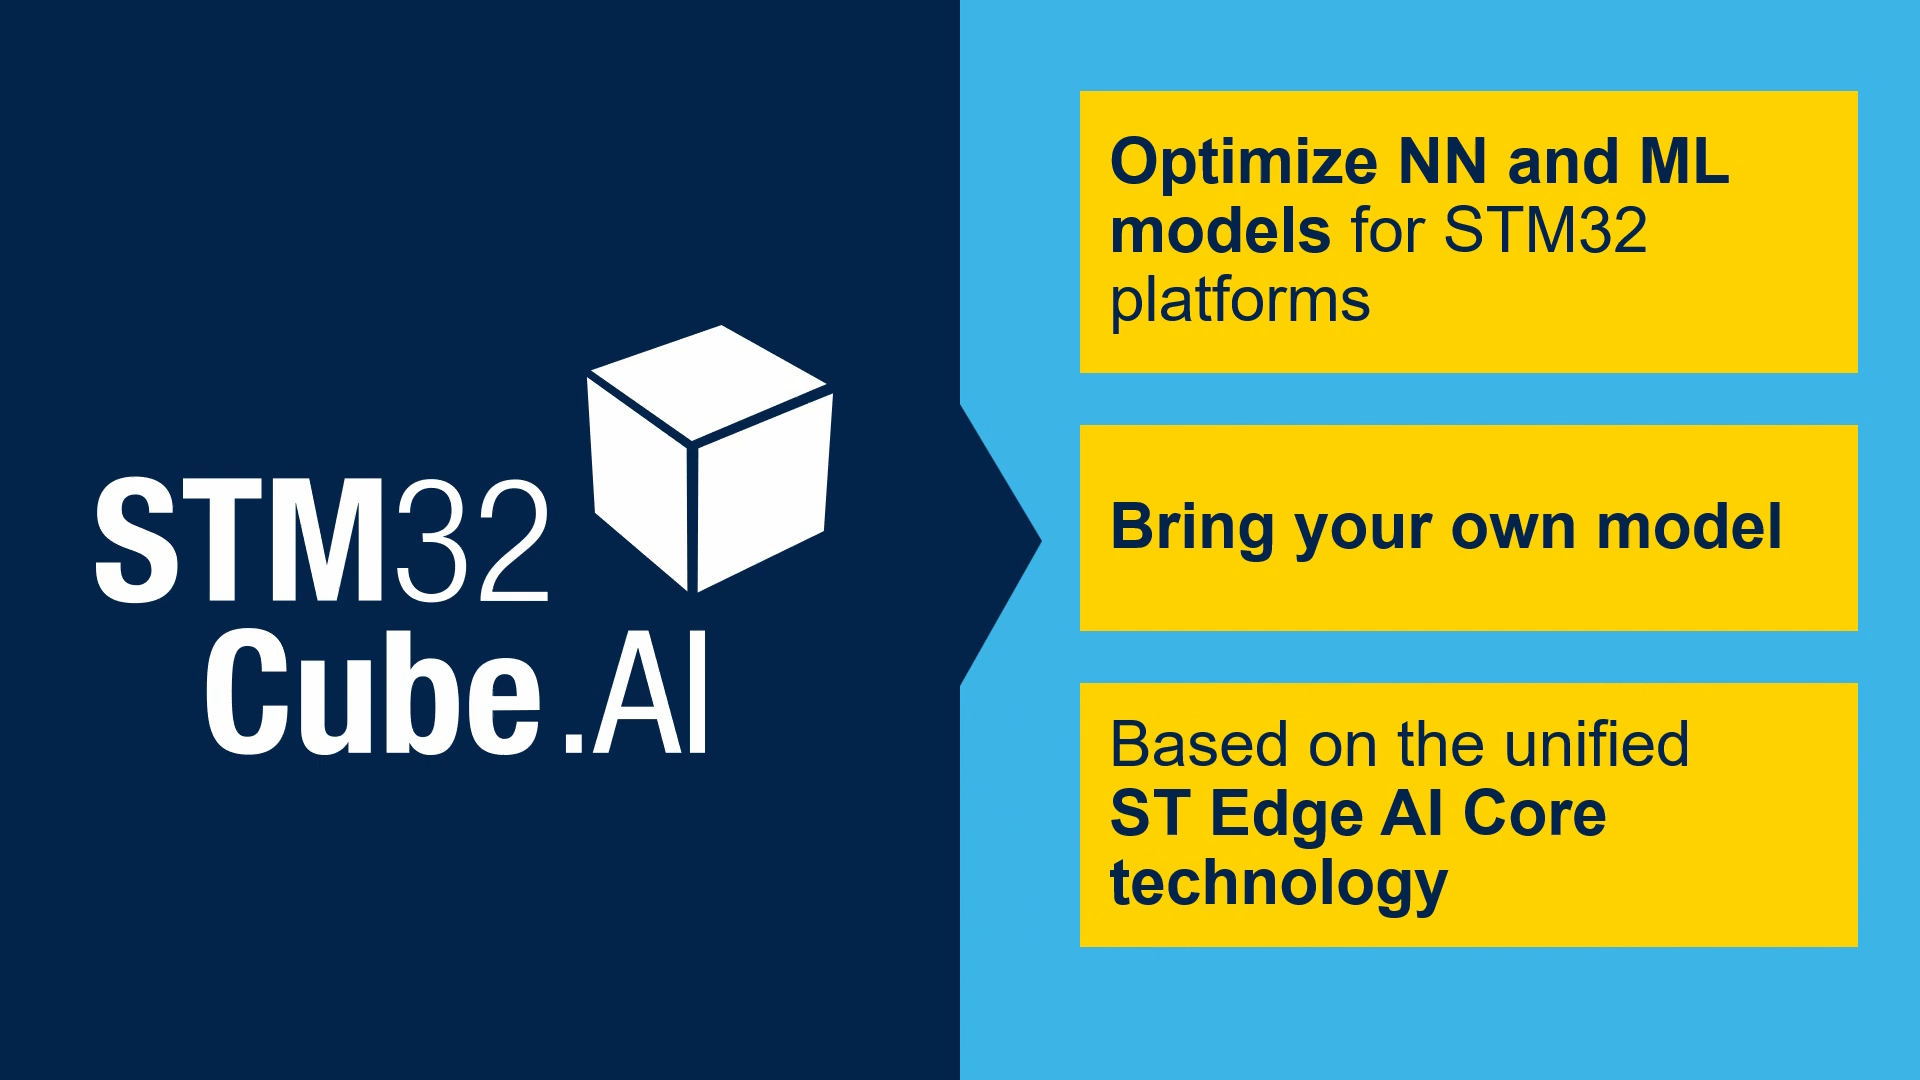 STM32
Cube.AI
Optimize NN and ML
models for STM32
platforms
Bring your own model
Based on the unified
ST Edge AI Core
technology